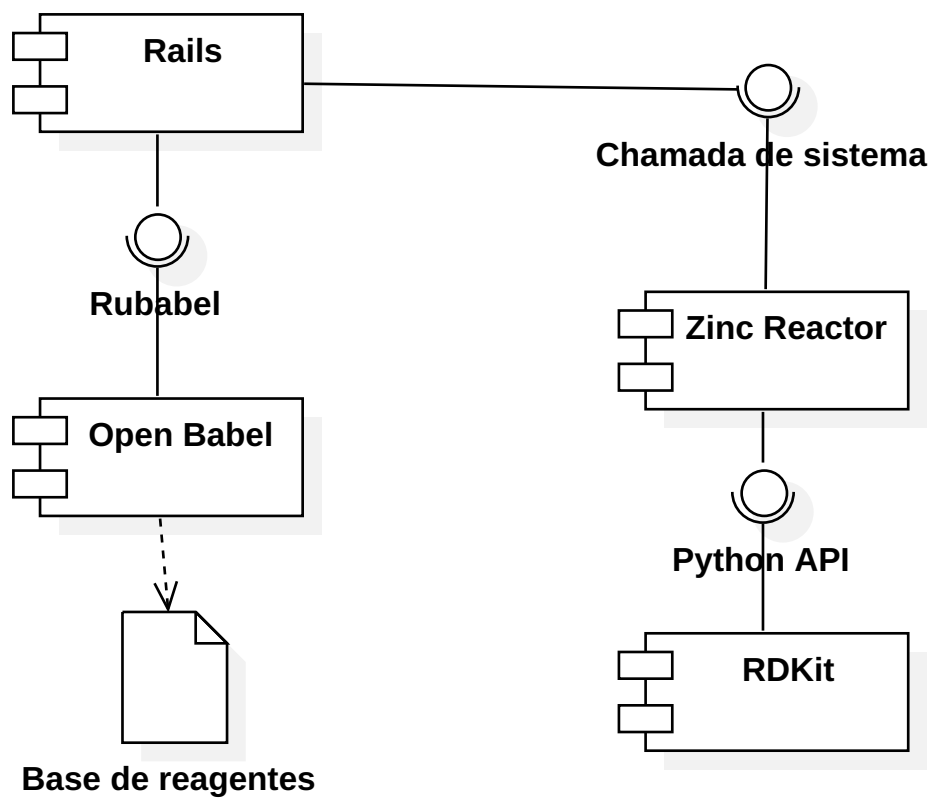 Rails
Chamada de sistema
Rubabel
Zinc Reactor
Open Babel
Python API
RDKit
Base de reagentes